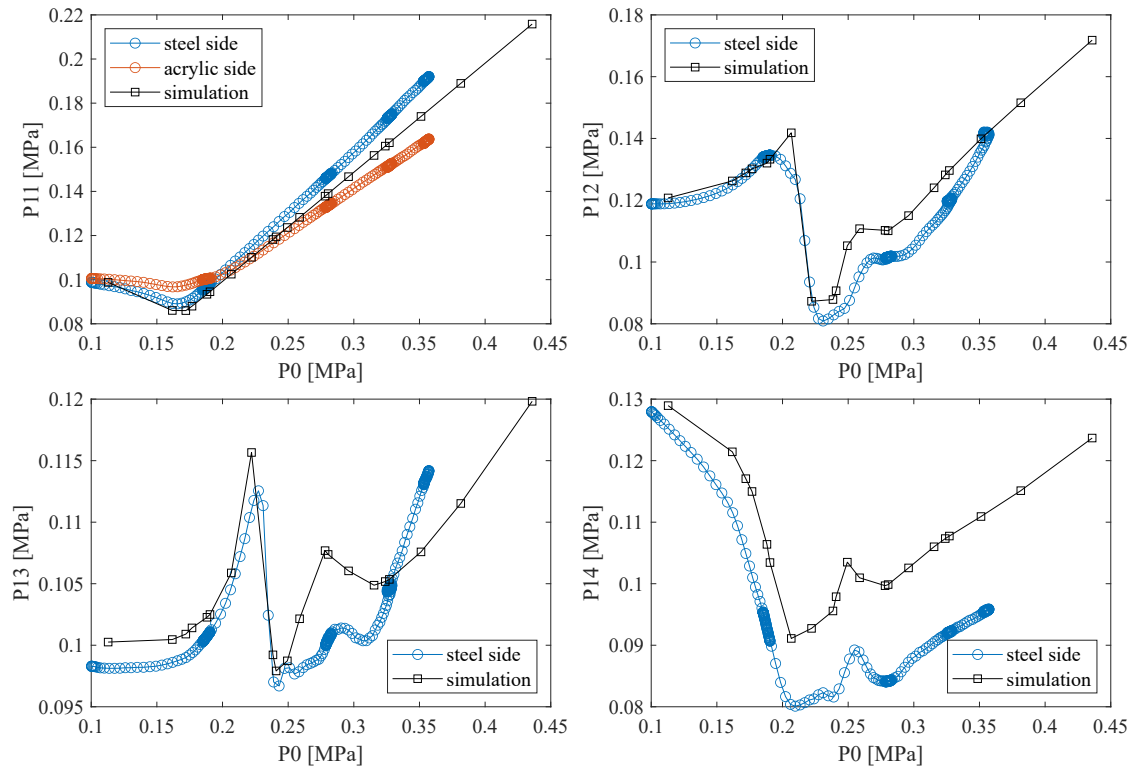 0.22
0.2
0.18
0.16
0.14
0.12
0.1
0.08
P11 [MPa]
steel side
acrylic side
simulation
0.1 0.15 0.2 0.25 0.3 0.35 0.4 0.45
P0 [MPa]
0.18
0.16
0.14
0.12
0.1
0.08
P12 [MPa]
steel side
simulation
0.1 0.15 0.2 0.25 0.3 0.35 0.4 0.45
P0 [MPa]
0.12
0.115
0.11
0.105
0.1
0.095
P13 [MPa]
steel side
simulation
0.1 0.15 0.2 0.25 0.3 0.35 0.4 0.45
P0 [MPa]
0.13
0.12
0.11
0.1
0.09
0.08
P14 [MPa]
steel side
simulation
0.1 0.15 0.2 0.25 0.3 0.35 0.4 0.45
P0 [MPa]